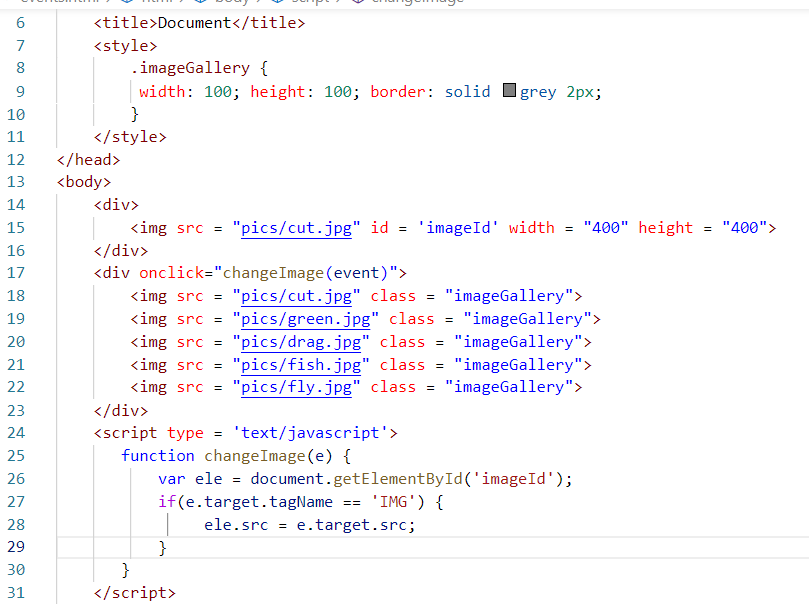 eventsi.html > html > body > script > changeImage
6 <title>Document</title>
7 <style>
8 .imageGallery {
9 width: 100; height: 100; border: solid grey 2px;
10 }
11 </style>
12 </head>
13 <body>
14 <div>
15 <img src = "pics/cut.jpg" id = 'imageId' width = "400" height = "400">
16 </div>
17 <div onclick="changeImage(event)">
18 <img src = "pics/cut.jpg" class = "imageGallery">
19 <img src = "pics/green.jpg" class = "imageGallery">
20 <img src = "pics/drag.jpg" class = "imageGallery">
21 <img src = "pics/fish.jpg" class = "imageGallery">
22 <img src = "pics/fly.jpg" class = "imageGallery">
23 </div>
24 <script type = 'text/javascript'>
25 function changeImage(e) {
26 var ele = document.getElementById('imageId');
27 if(e.target.tagName == 'IMG') {
28 ele.src = e.target.src;
29 }
30 }
31 </script>